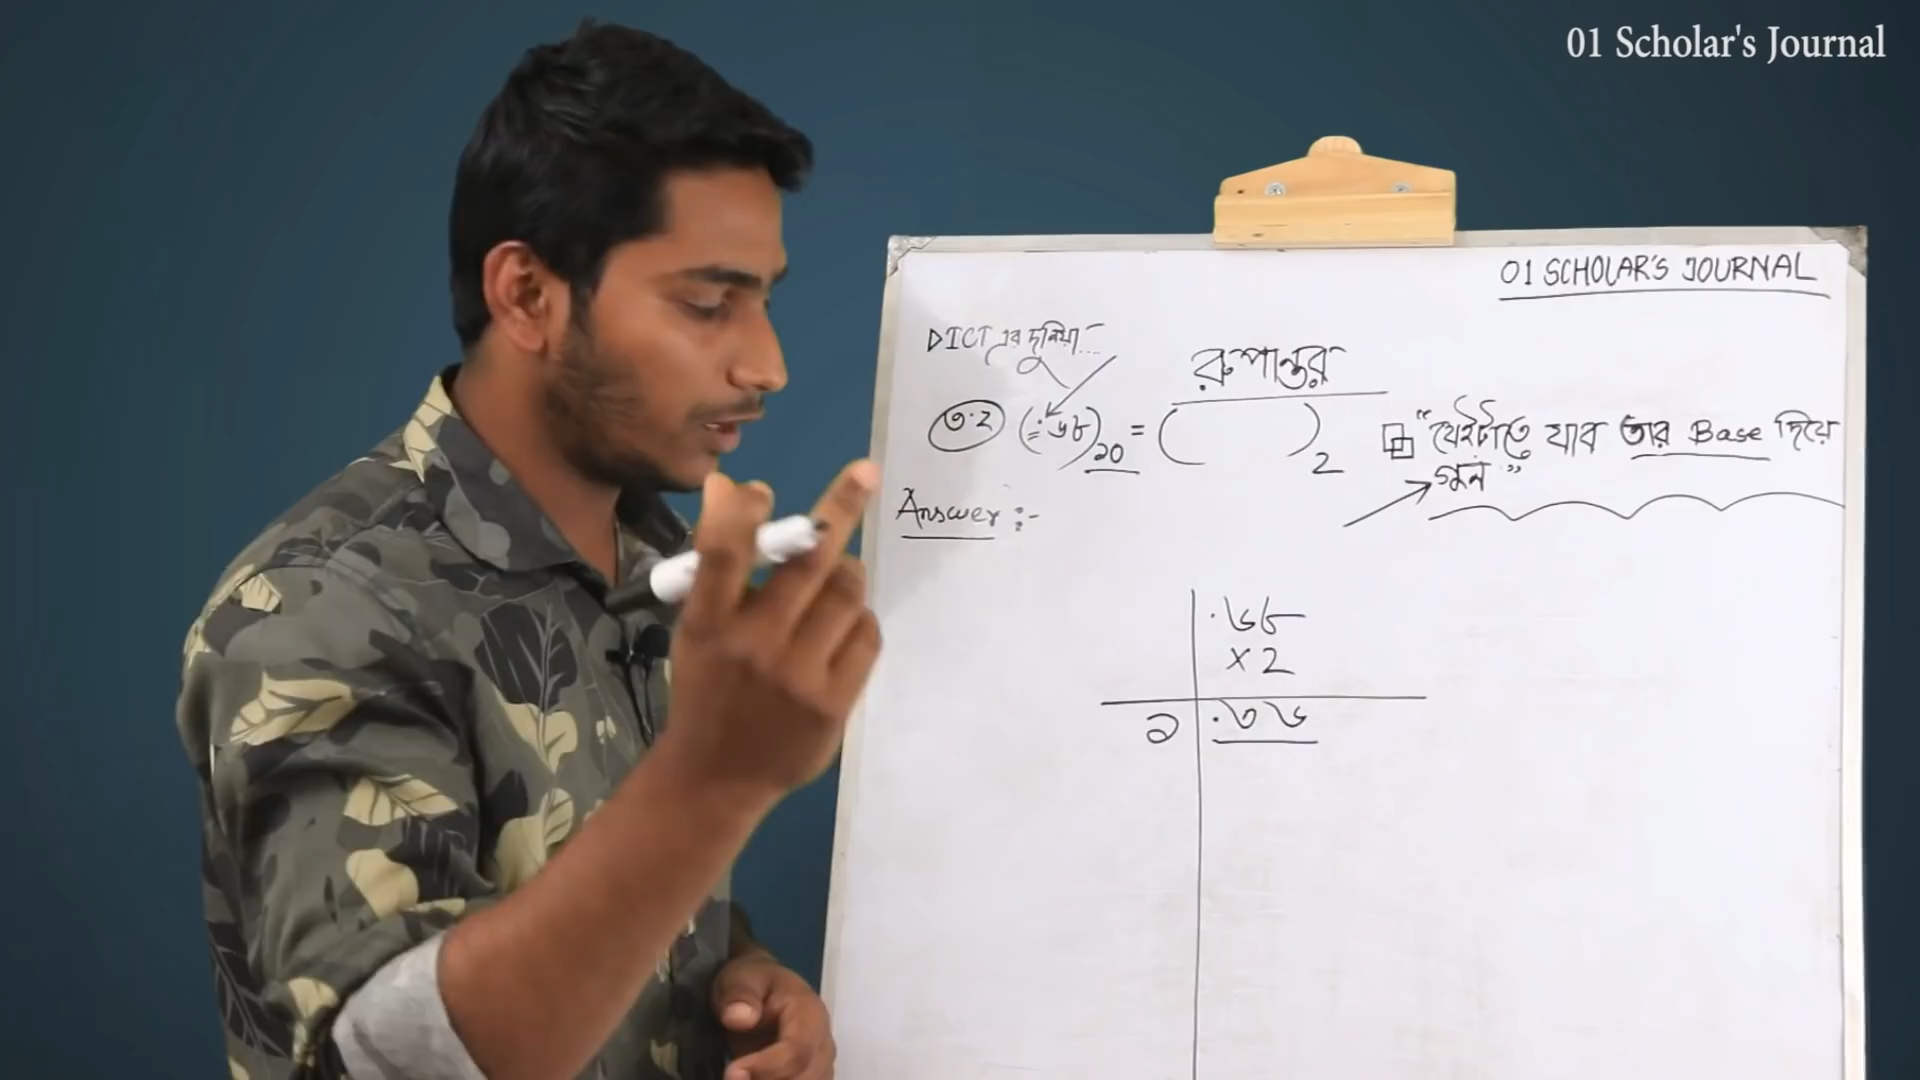 01 Scholar's Journal
01 SCHOLAR'S JOURNAL
ICT এর দুনিয়া...
রুপান্তর
৩.২ (.৬৮)১০ = ( )2
"যেইটাতে যাব তার Base দিয়ে
গুন"
Answer :-
.৬৮
×2
১ .৩৬